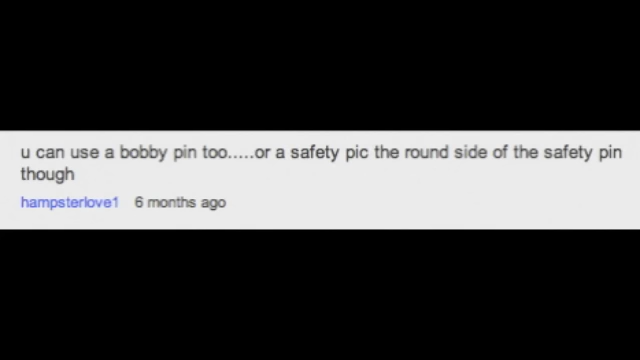 u can use a bobby pin too.....or a safety pic the round side of the safety pin
though
hampsterlove1 6 months ago